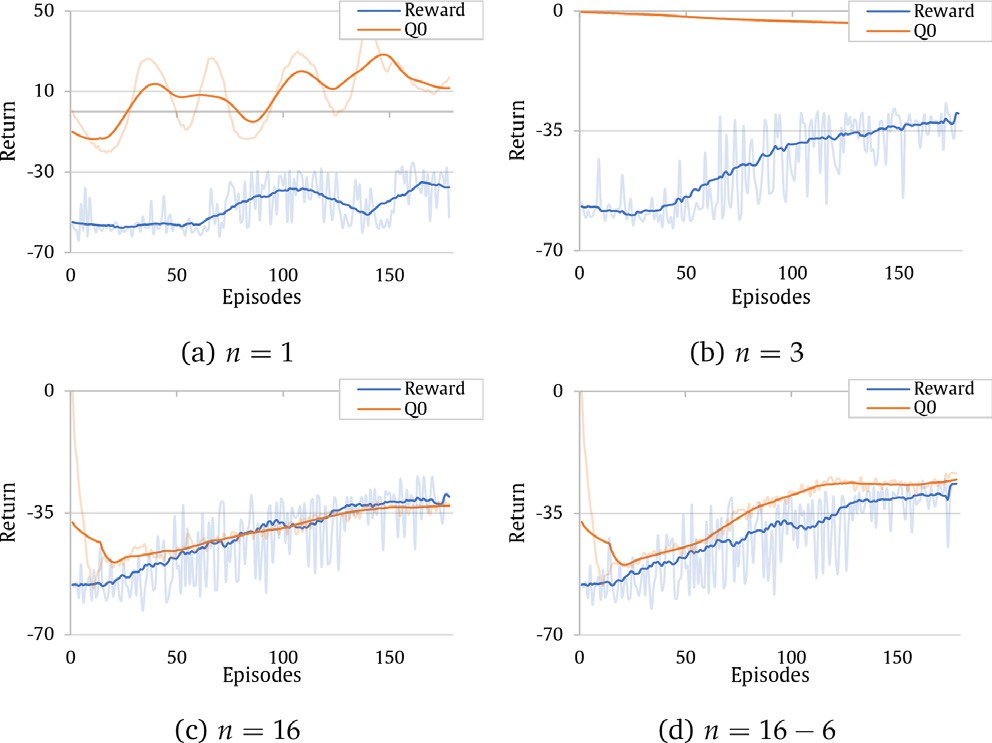 50
10
-30
-70
Return
Reward
Q0
0 50 100 150
Episodes
(a) n = 1
0
-35
-70
Return
Reward
Q0
0 50 100 150
Episodes
(b) n = 3
0
-35
-70
Return
Reward
Q0
0 50 100 150
Episodes
(c) n = 16
0
-35
-70
Return
Reward
Q0
0 50 100 150
Episodes
(d) n = 16 − 6